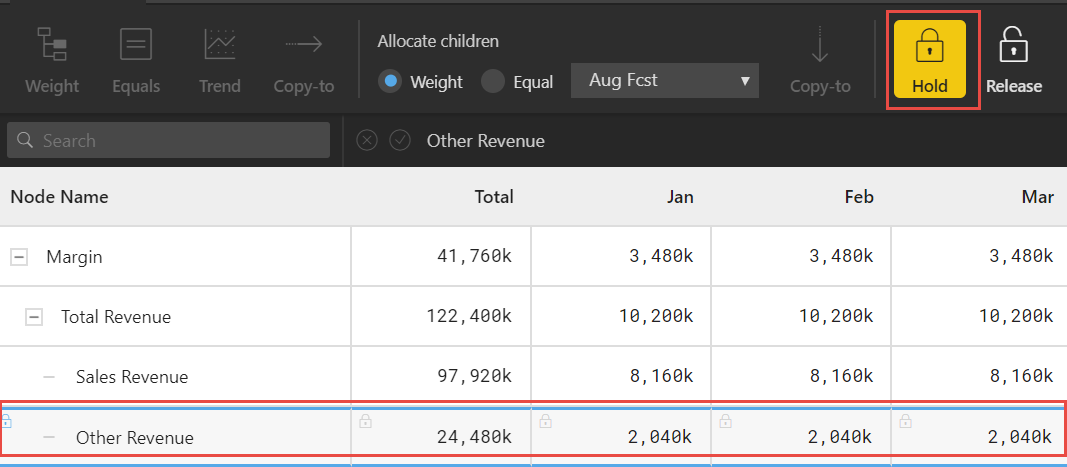 Allocate children
Weight Equals Trend Copy-to Weight Equal Aug Fcst Copy-to Hold Release
Search Other Revenue
Node Name Total Jan Feb Mar
Margin 41,760k 3,480k 3,480k 3,480k
Total Revenue 122,400k 10,200k 10,200k 10,200k
Sales Revenue 97,920k 8,160k 8,160k 8,160k
Other Revenue 24,480k 2,040k 2,040k 2,040k